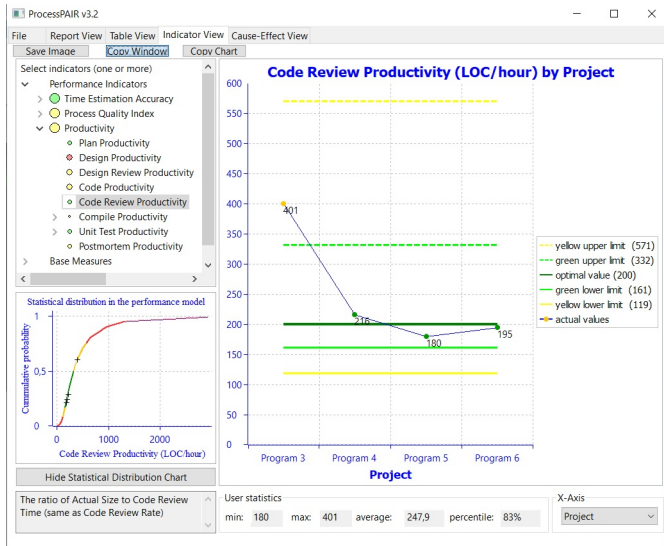 ProcessPAIR v3.2
File Report View Table View Indicator View Cause-Effect View
Save Image Copy Window Copy Chart
Select indicators (one or more)
Performance Indicators
Time Estimation Accuracy
Process Quality Index
Productivity
Plan Productivity
Design Productivity
Design Review Productivity
Code Productivity
Code Review Productivity
Compile Productivity
Unit Test Productivity
Postmortem Productivity
Base Measures
Statistical distribution in the performance model
Cummulative probability
1
0,5
0
0 1000 2000
Code Review Productivity (LOC/hour)
Hide Statistical Distribution Chart
The ratio of Actual Size to Code Review
Time (same as Code Review Rate)
Code Review Productivity (LOC/hour) by Project
600
550
500
450
400
350
300
250
200
150
100
50
0
401
216
180
195
Program 3 Program 4 Program 5 Program 6
Project
yellow upper limit (571)
green upper limit (332)
optimal value (200)
green lower limit (161)
yellow lower limit (119)
actual values
User statistics
min: 180 max: 401 average: 247,9 percentile: 83%
X-Axis
Project